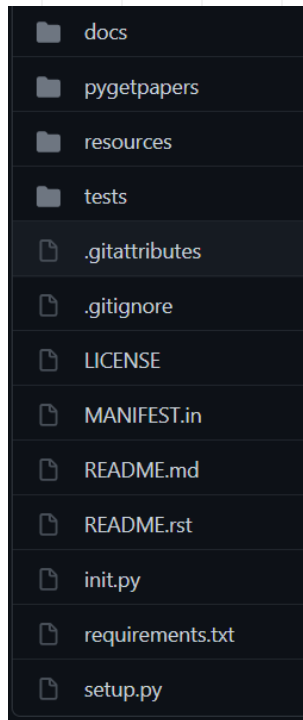 docs
pygetpapers
resources
tests
.gitattributes
.gitignore
LICENSE
MANIFEST.in
README.md
README.rst
init.py
requirements.txt
setup.py